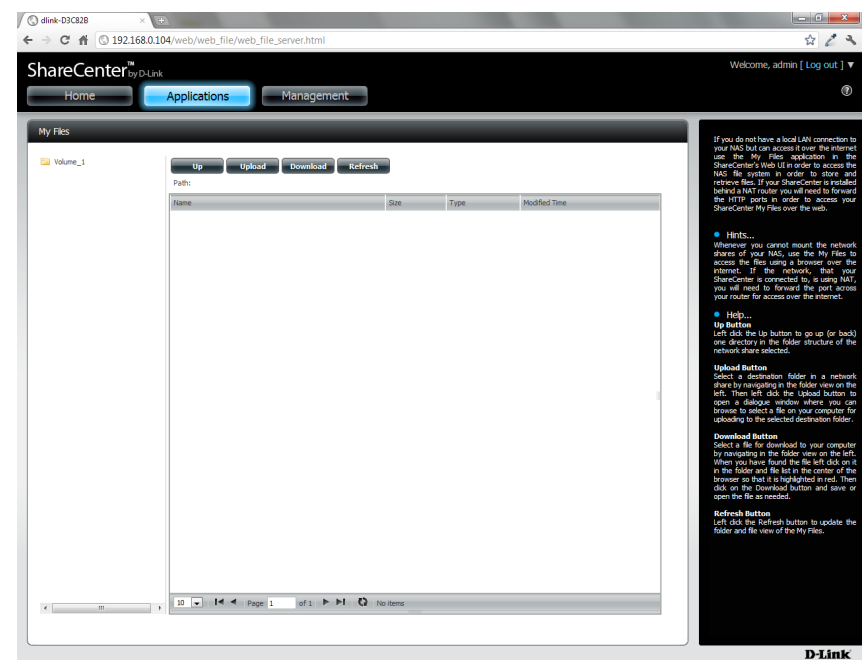 dlink-D3C82B
192.168.0.104/web/web_file/web_file_server.html
ShareCenter™ by D-Link
Welcome, admin [ Log out ] ▼
Home Applications Management
My Files
Volume_1
Up Upload Download Refresh
Path:
Name Size Type Modified Time
10 Page 1 of 1 No items
If you do not have a local LAN connection to
your NAS but can access it over the internet
use the My Files application in the
ShareCenter's Web UI in order to access the
NAS file system in order to store and
retrieve files. If your ShareCenter is installed
behind a NAT router you will need to forward
the HTTP ports in order to access your
ShareCenter My Files over the web.
Hints...
Whenever you cannot mount the network
shares of your NAS, use the My Files to
access the files using a browser over the
internet. If the network, that your
ShareCenter is connected to, is using NAT,
you will need to forward the port across
your router for access over the internet.
Help...
Up Button
Left click the Up button to go up (or back)
one directory in the folder structure of the
network share selected.
Upload Button
Select a destination folder in a network
share by navigating in the folder view on the
left. Then left click the Upload button to
open a dialogue window where you can
browse to select a file on your computer for
uploading to the selected destination folder.
Download Button
Select a file for download to your computer
by navigating in the folder view on the left.
When you have found the file left click on it
in the folder and file list in the center of the
browser so that it is highlighted in red. Then
click on the Download button and save or
open the file as needed.
Refresh Button
Left click the Refresh button to update the
folder and file view of the My Files.
D-Link